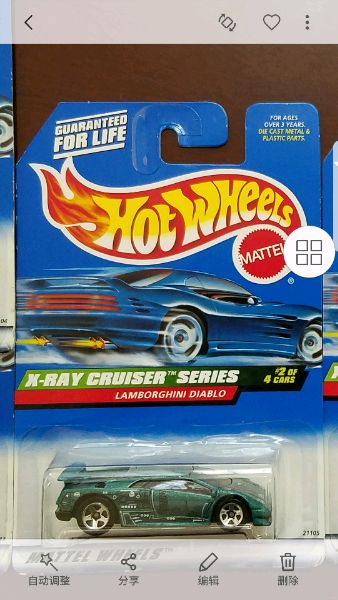 GUARANTEED
FOR LIFE
FOR AGES
OVER 3 YEARS.
DIE CAST METAL &
PLASTIC PARTS.
HOT WHEELS
MATTEL
®
X-RAY CRUISER™ SERIES
#2 OF
4 CARS
LAMBORGHINI DIABLO
21105
MATTEL WHEELS
自动调整
分享
编辑
删除